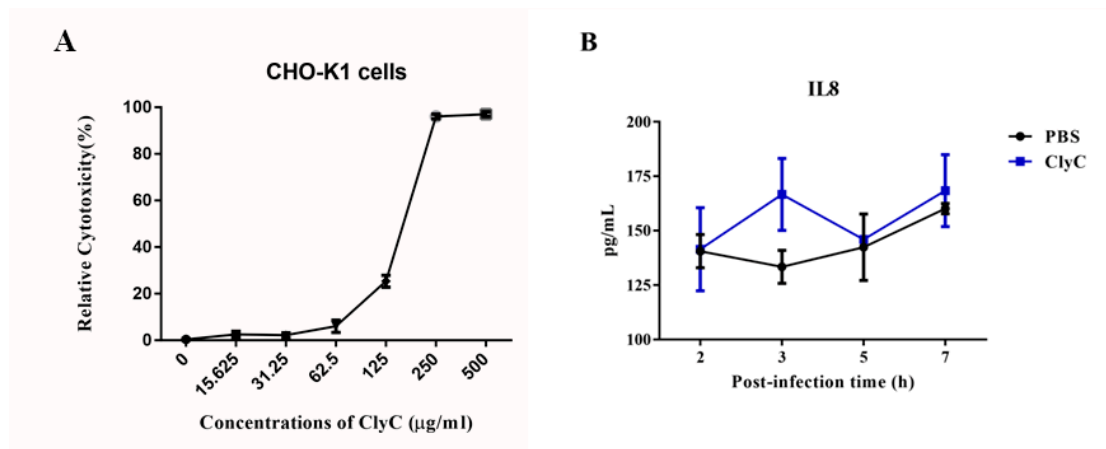 A
CHO-K1 cells
Relative Cytotoxicity(%)
100
80
60
40
20
0
0 15.625 31.25 62.5 125 250 500
Concentrations of ClyC (μg/ml)
B
IL8
pg/mL
200
175
150
125
100
2 3 5 7
Post-infection time (h)
PBS
ClyC